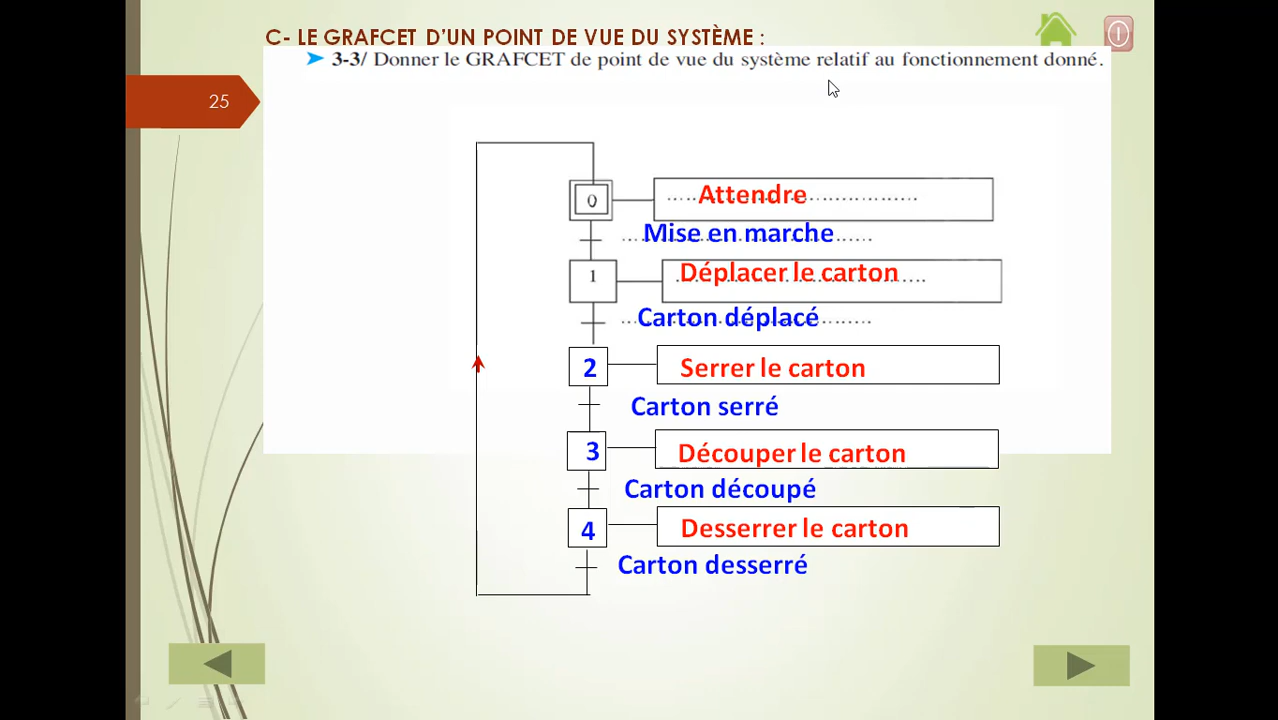 C- LE GRAFCET D’UN POINT DE VUE DU SYSTÈME :
➤ 3-3/ Donner le GRAFCET de point de vue du système relatif au fonctionnement donné.
25
0 Attendre
Mise en marche
1 Déplacer le carton
Carton déplacé
2 Serrer le carton
Carton serré
3 Découper le carton
Carton découpé
4 Desserrer le carton
Carton desserré